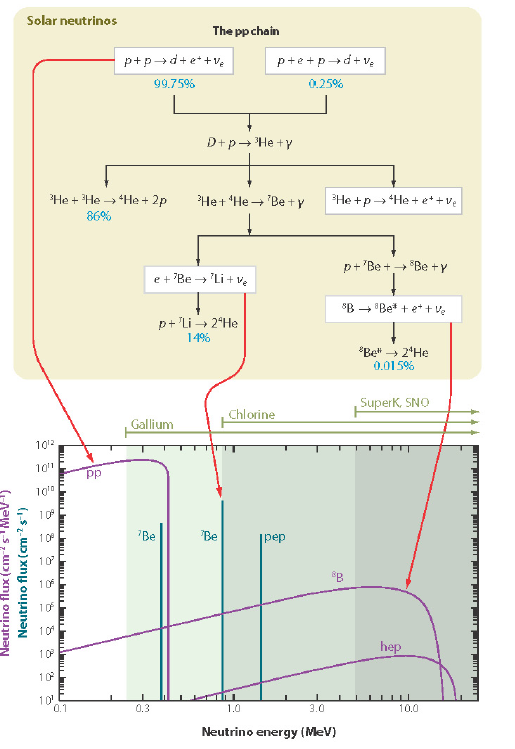 Solar neutrinos
The pp chain
p + p → d + e⁺ + νₑ
p + e + p → d + νₑ
99.75%
0.25%
D + p → ³He + γ
³He + ³He → ⁴He + 2p
³He + ⁴He → ⁷Be + γ
³He + p → ⁴He + e⁺ + νₑ
86%
p + ⁷Be + → ⁸Be + γ
e + ⁷Be → ⁷Li + νₑ
⁸B → ⁸Be* + e⁺ + νₑ
p + ⁷Li → 2⁴He
14%
⁸Be* → 2⁴He
0.015%
SuperK, SNO
Chlorine
Gallium
Neutrino flux (cm⁻² s⁻¹ MeV⁻¹)
Neutrino flux (cm⁻² s⁻¹)
10¹²
10¹¹
10¹⁰
10⁹
10⁸
10⁷
10⁶
10⁵
10⁴
10³
10²
10¹
pp
⁷Be
⁷Be
pep
⁸B
hep
0.1
0.3
1.0
3.0
10.0
Neutrino energy (MeV)